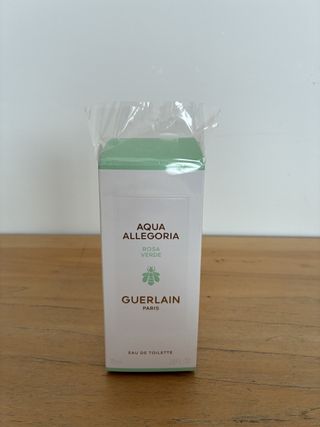 AQUA
ALLEGORIA
ROSA
VERDE
GUERLAIN
PARIS
EAU DE TOILETTE